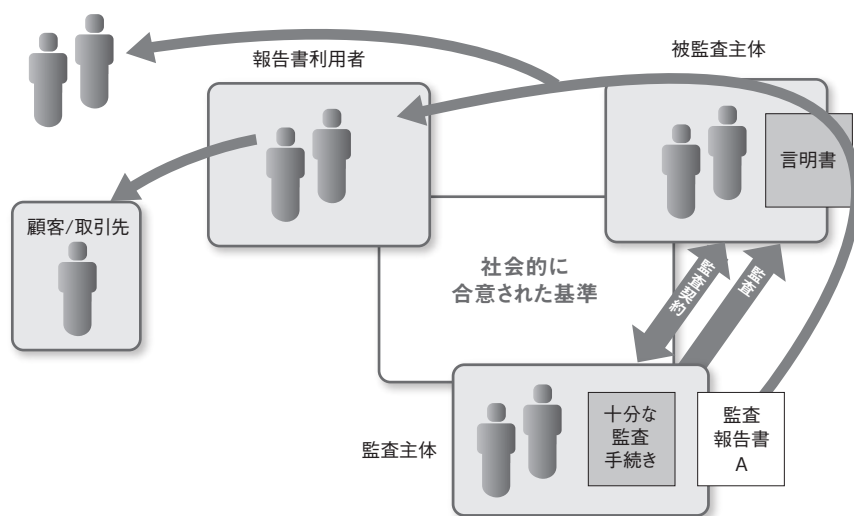 報告書利用者
被監査主体
言明書
顧客/取引先
社会的に
合意された基準
監査契約
監査
監査主体
十分な
監査
手続き
監査
報告書
A